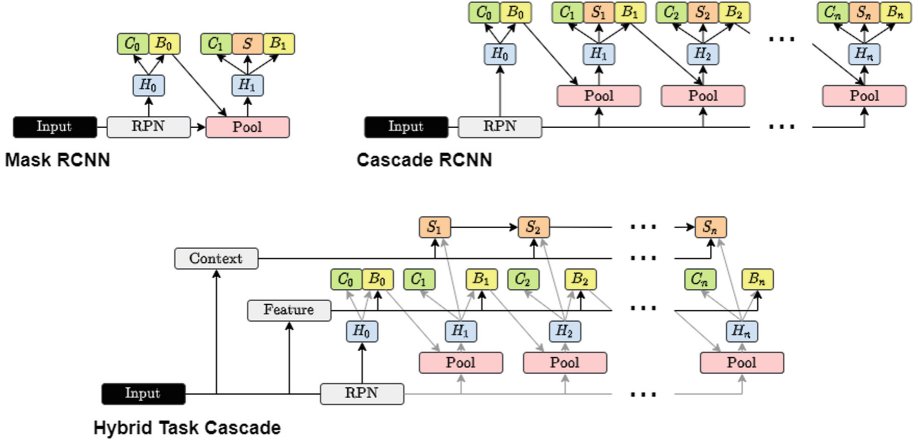 C₀ B₀ C₁ S B₁
H₀ H₁
Input RPN Pool
Mask RCNN
C₀ B₀ C₁ S₁ B₁ C₂ S₂ B₂ ... Cₙ Sₙ Bₙ
H₀ H₁ H₂ Hₙ
Pool Pool Pool
Input RPN ...
Cascade RCNN
S₁ S₂ ... Sₙ
Context
C₀ B₀ C₁ B₁ C₂ B₂ Cₙ Bₙ
Feature ...
H₀ H₁ H₂ Hₙ
Pool Pool Pool
Input RPN ...
Hybrid Task Cascade